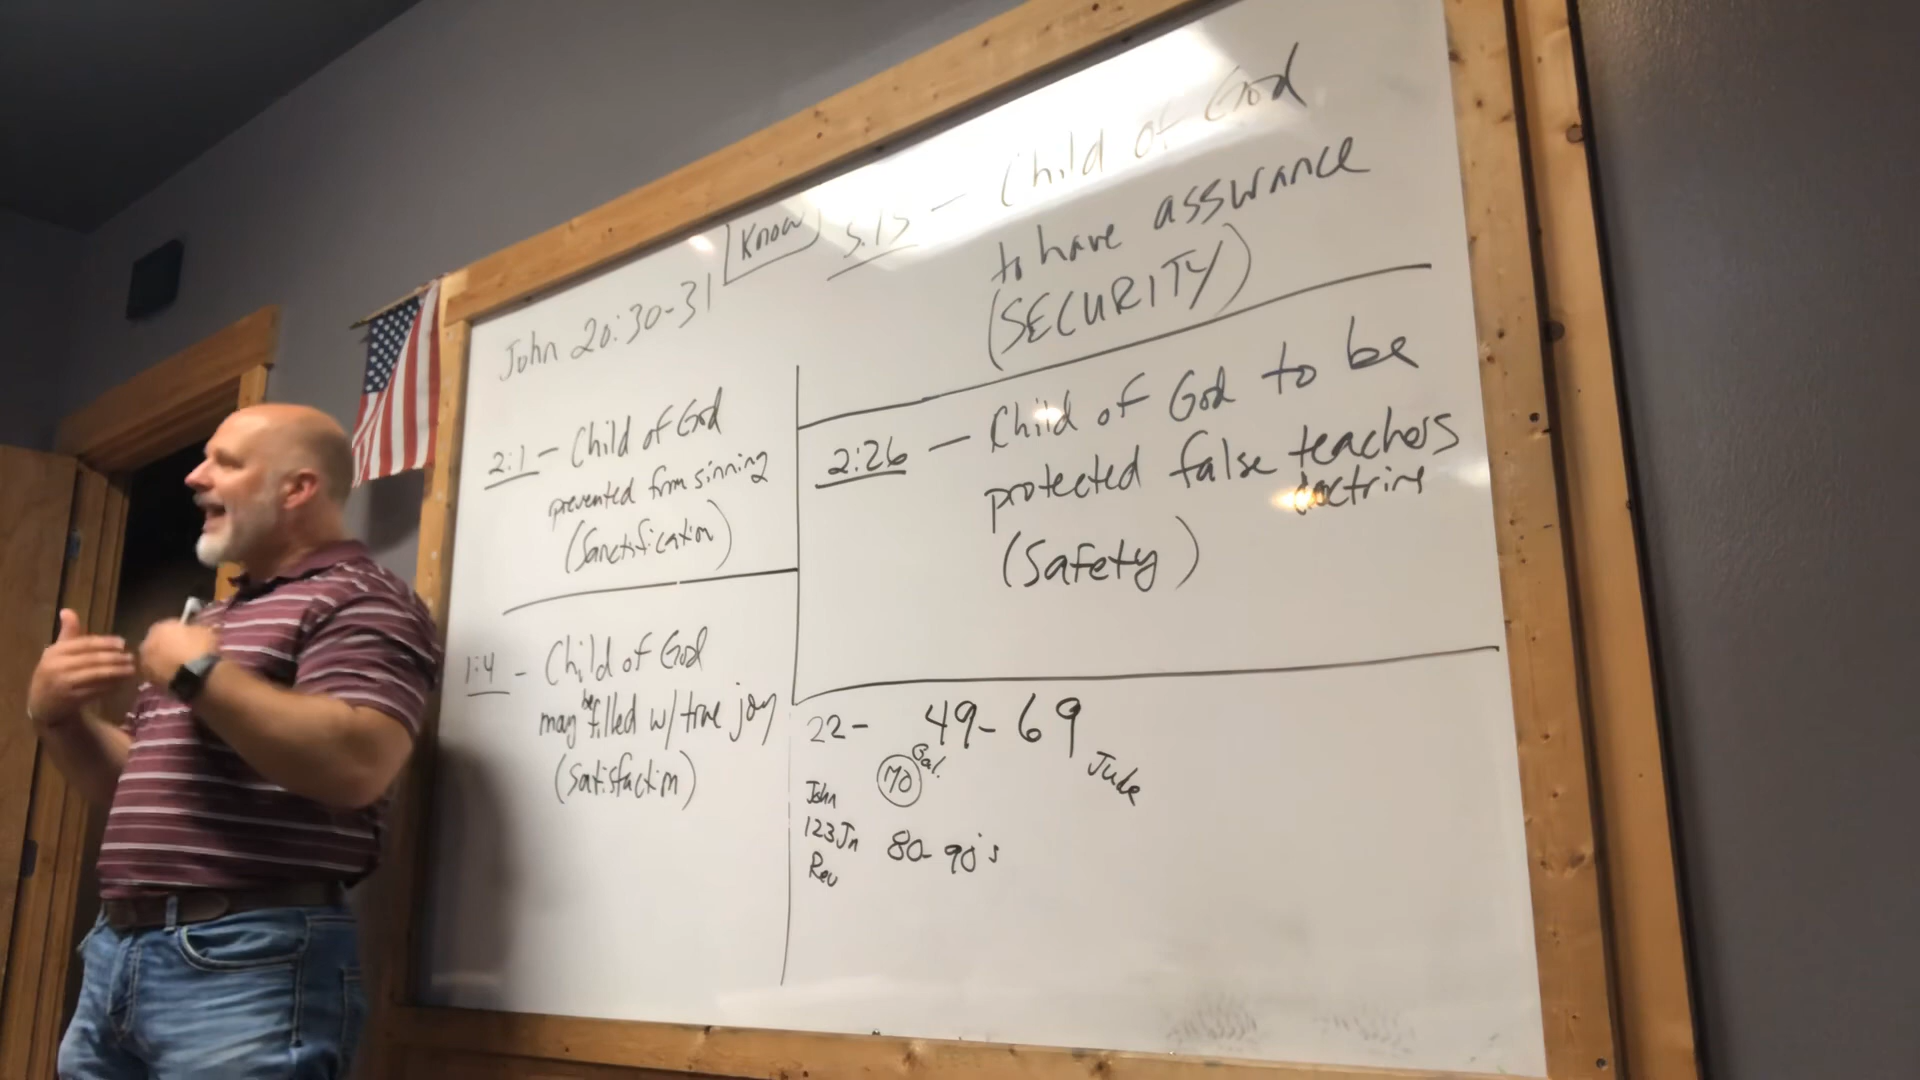 John 20:30-31
Know
5:13 - Child of God
to have assurance
(SECURITY)
2:1 - Child of God
prevented from sinning
(Sanctification)
1:4 - Child of God
may be filled w/ true joy
(Satisfaction)
2:26 - Child of God to be
protected false teachers
doctrine
(Safety)
22- 49-69
Gal. Jude
70
John
123 Jn 80-90's
Rev